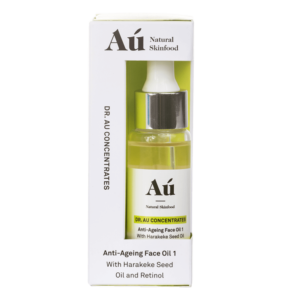 Aú
Natural
Skinfood
DR. AU CONCENTRATES
Aú
Natural Skinfood
DR. AU CONCENTRATES
Anti-Ageing Face Oil 1
With Harakeke Seed Oil
Anti-Ageing Face Oil 1
With Harakeke Seed
Oil and Retinol